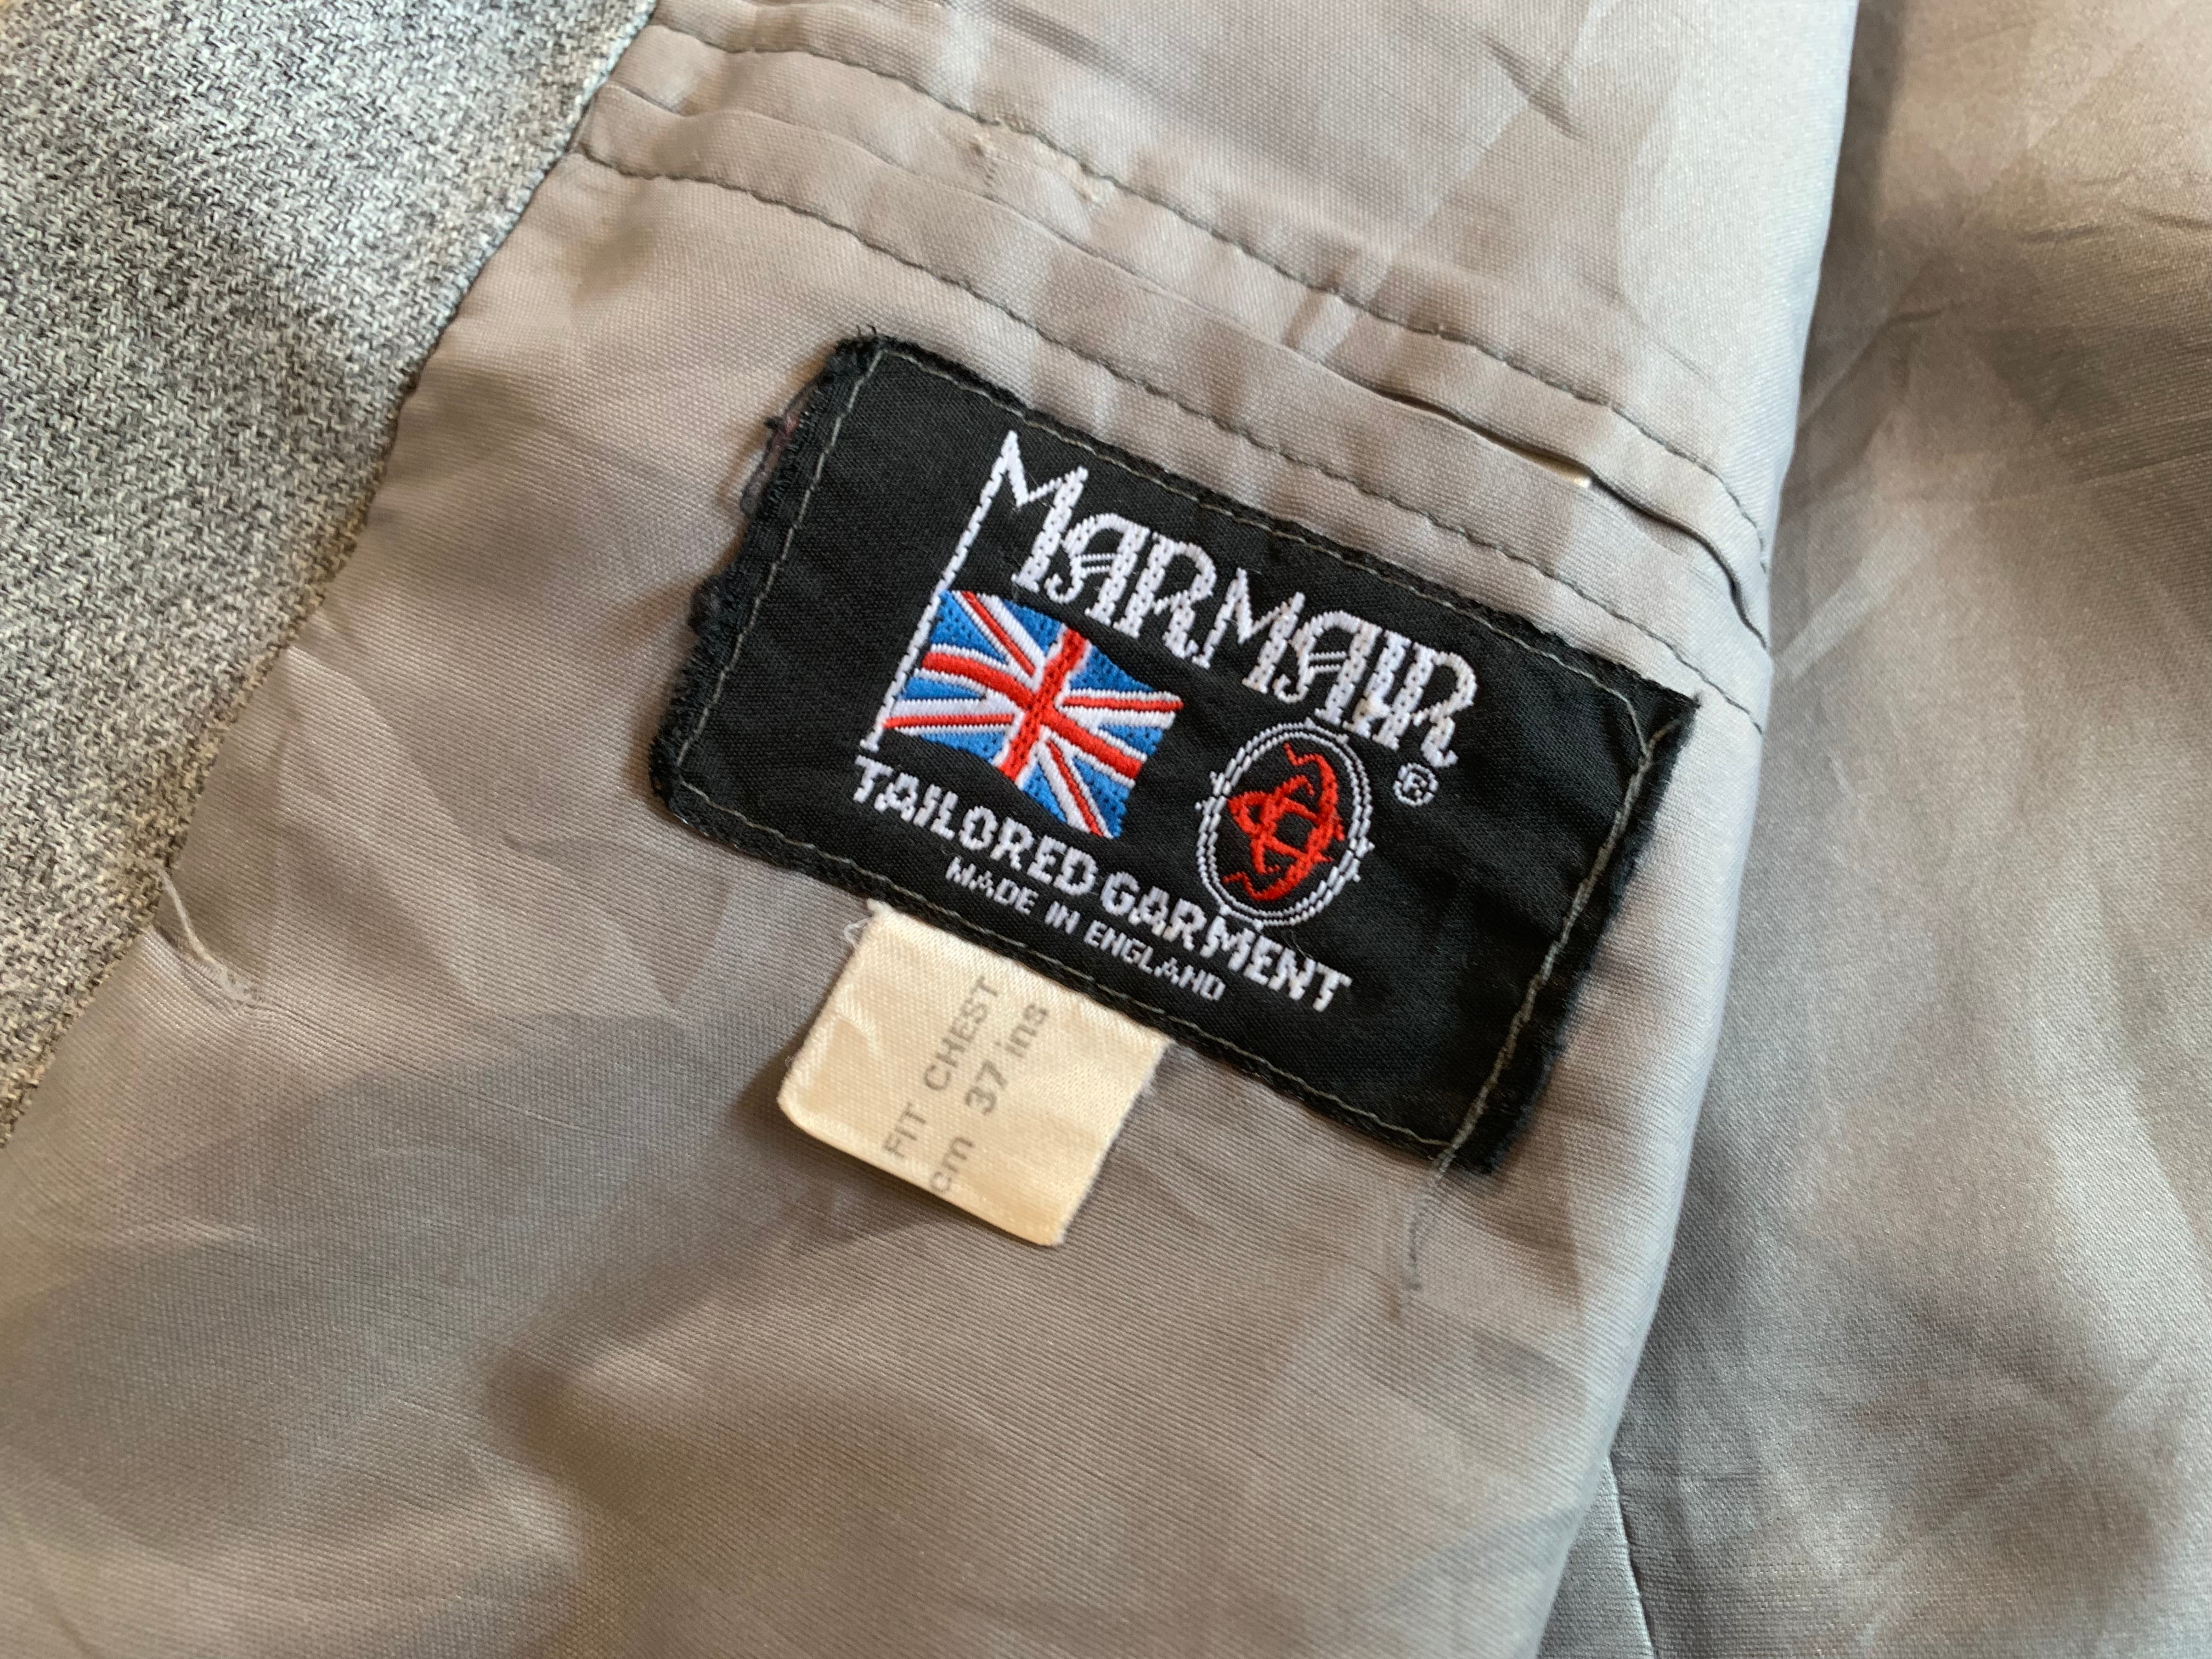 MARMAIR
®
TAILORED GARMENT
MADE IN ENGLAND
FIT CHEST
cm 37 ins